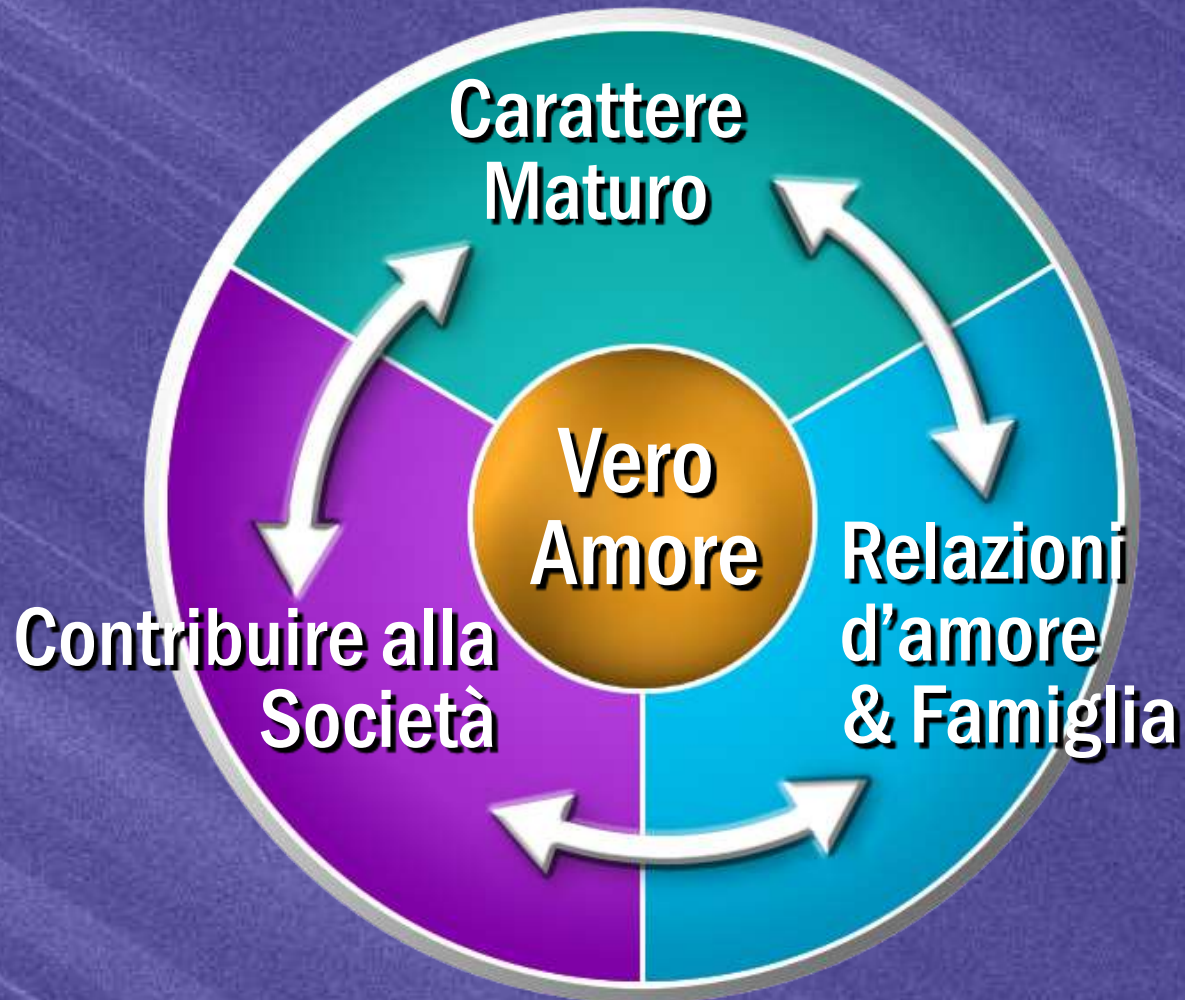 Carattere
Maturo
Vero
Amore
Relazioni
d’amore
& Famiglia
Contribuire alla
Società